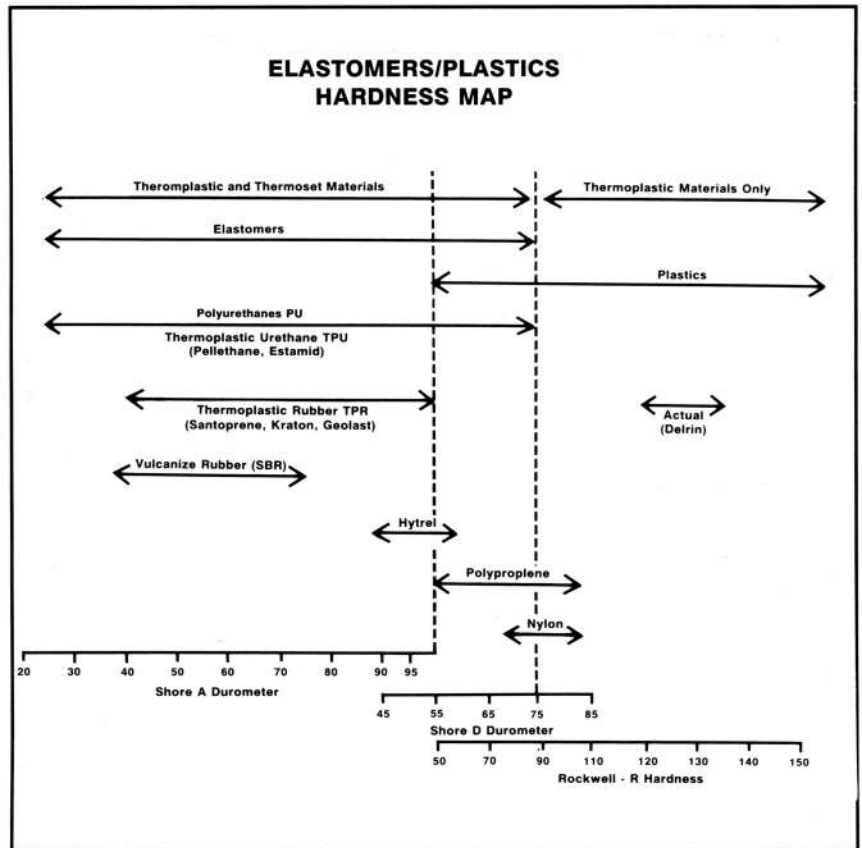 ELASTOMERS/PLASTICS
HARDNESS MAP
Theromplastic and Thermoset Materials
Thermoplastic Materials Only
Elastomers
Plastics
Polyurethanes PU
Thermoplastic Urethane TPU
(Pellethane, Estamid)
Thermoplastic Rubber TPR
(Santoprene, Kraton, Geolast)
Actual
(Delrin)
Vulcanize Rubber (SBR)
Hytrel
Polyproplene
Nylon
20 30 40 50 60 70 80 90 95
Shore A Durometer
45 55 65 75 85
Shore D Durometer
50 70 90 110 120 130 140 150
Rockwell - R Hardness